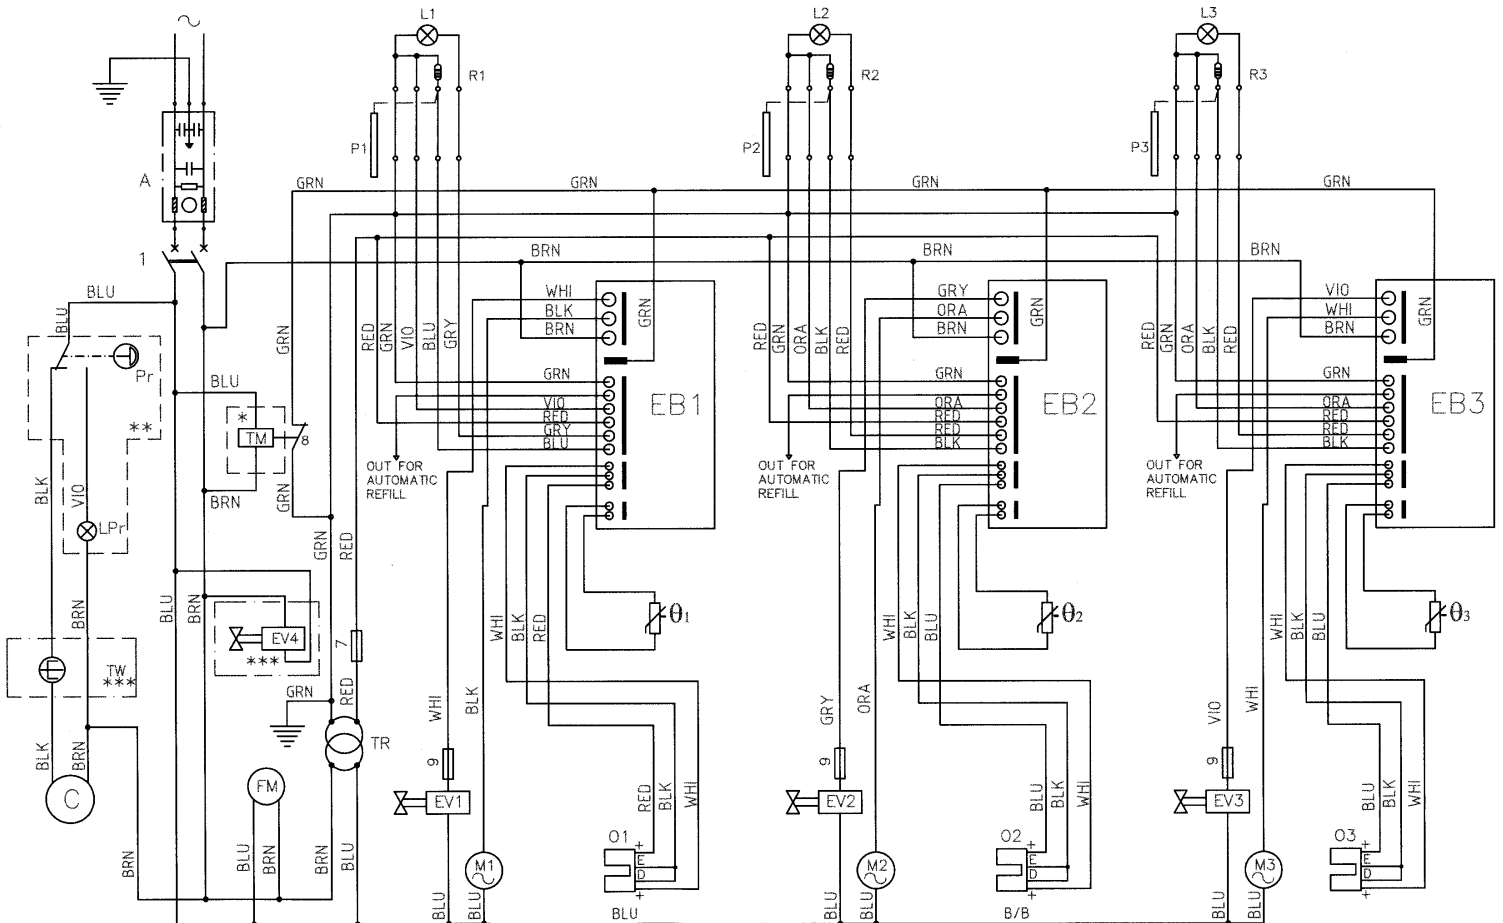 L1
L2
L3
R1
R2
R3
P1
P2
P3
A
GRN
GRN
GRN
GRN
BRN
BRN
BRN
1
BLU
BLU
Pr
**
GRN
RED
GRN
VIO
BLU
GRY
WHI
BLK
BRN
GRN
GRN
VIO
RED
GRY
BLU
EB1
RED
GRN
ORA
BLK
RED
GRY
ORA
BRN
GRN
GRN
ORA
RED
RED
BLK
EB2
RED
GRN
ORA
BLK
RED
VIO
WHI
BRN
GRN
GRN
ORA
RED
RED
BLK
EB3
BLU
*
TM
8
BRN
GRN
BLK
VIO
LPr
OUT FOR
AUTOMATIC
REFILL
OUT FOR
AUTOMATIC
REFILL
OUT FOR
AUTOMATIC
REFILL
GRN
RED
BRN
BLU
BRN
EV4
***
7
TW
***
GRN
RED
TR
WHI
BLK
WHI
BLK
RED
θ1
GRY
ORA
WHI
BLK
BLU
θ2
VIO
WHI
WHI
BLK
BLU
θ3
BLK
BRN
C
FM
BRN
BLU
BRN
BRN
BLU
9
EV1
M1
BLU
BLU
RED
BLK
WHI
O1
+
E
D
+
BLU
9
EV2
M2
BLU
BLU
BLU
BLK
WHI
O2
+
E
D
+
B/B
9
EV3
M3
BLU
BLU
BLU
BLK
WHI
O3
+
E
D
+